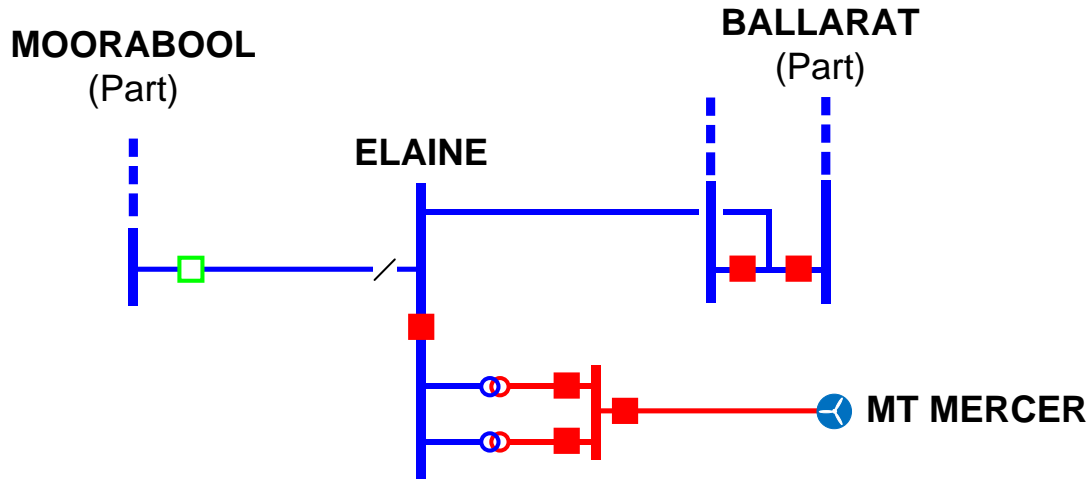 MOORABOOL
(Part)
BALLARAT
(Part)
ELAINE
MT MERCER